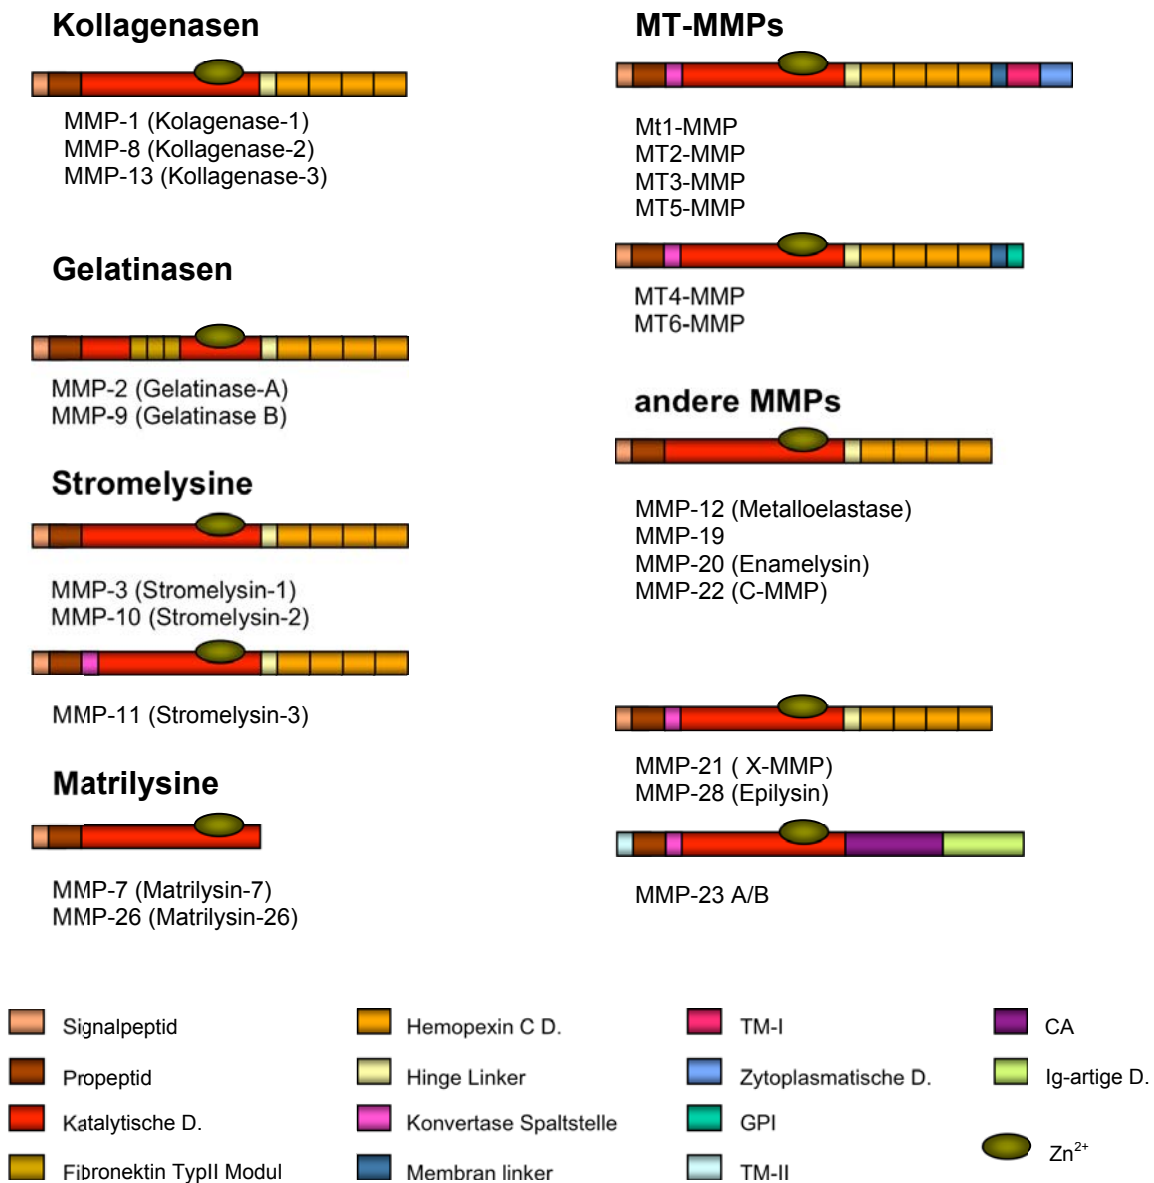 Kollagenasen
MMP-1 (Kolagenase-1)
MMP-8 (Kollagenase-2)
MMP-13 (Kollagenase-3)
Gelatinasen
MMP-2 (Gelatinase-A)
MMP-9 (Gelatinase B)
Stromelysine
MMP-3 (Stromelysin-1)
MMP-10 (Stromelysin-2)
MMP-11 (Stromelysin-3)
Matrilysine
MMP-7 (Matrilysin-7)
MMP-26 (Matrilysin-26)
MT-MMPs
Mt1-MMP
MT2-MMP
MT3-MMP
MT5-MMP
MT4-MMP
MT6-MMP
andere MMPs
MMP-12 (Metalloelastase)
MMP-19
MMP-20 (Enamelysin)
MMP-22 (C-MMP)
MMP-21 ( X-MMP)
MMP-28 (Epilysin)
MMP-23 A/B
Signalpeptid
Propeptid
Katalytische D.
Fibronektin TypII Modul
Hemopexin C D.
Hinge Linker
Konvertase Spaltstelle
Membran linker
TM-I
Zytoplasmatische D.
GPI
TM-II
CA
Ig-artige D.
Zn²⁺